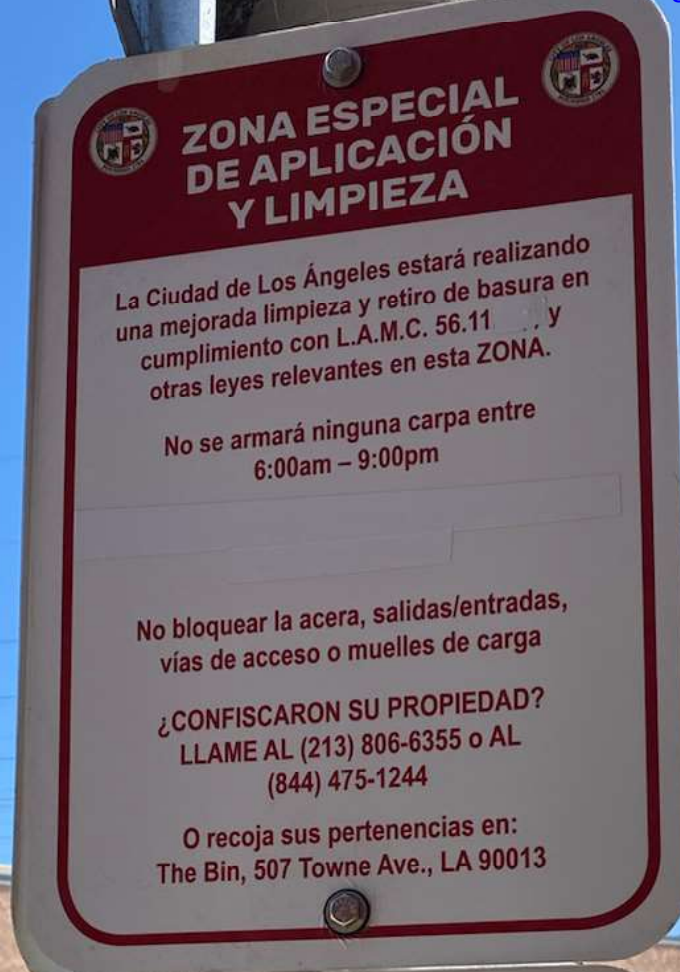 ZONA ESPECIAL
DE APLICACIÓN
Y LIMPIEZA
La Ciudad de Los Ángeles estará realizando
una mejorada limpieza y retiro de basura en
cumplimiento con L.A.M.C. 56.11 , y
otras leyes relevantes en esta ZONA.
No se armará ninguna carpa entre
6:00am – 9:00pm
No bloquear la acera, salidas/entradas,
vías de acceso o muelles de carga
¿CONFISCARON SU PROPIEDAD?
LLAME AL (213) 806-6355 o AL
(844) 475-1244
O recoja sus pertenencias en:
The Bin, 507 Towne Ave., LA 90013